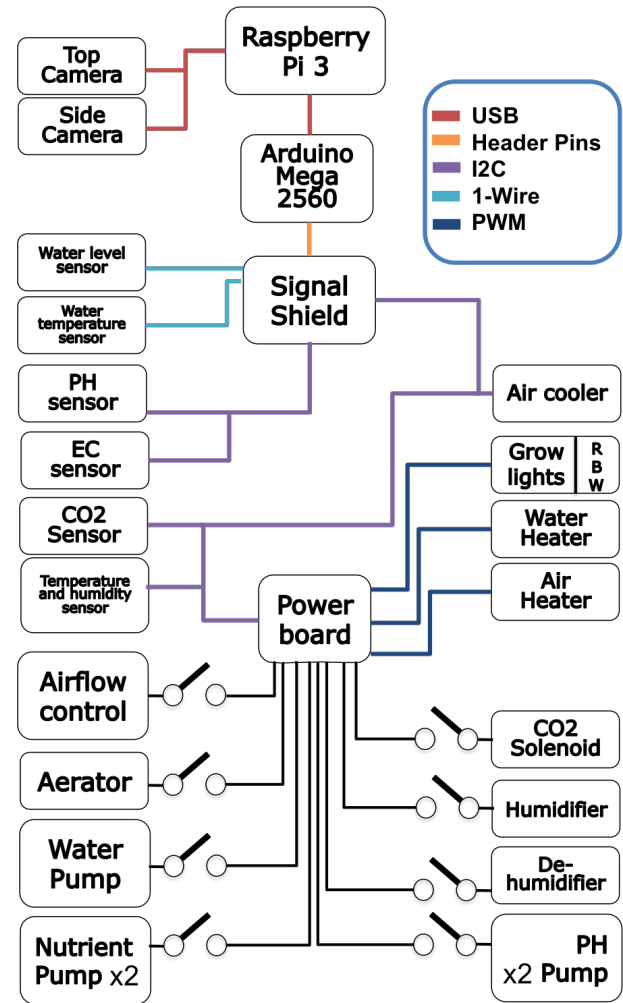 Raspberry
Pi 3
Top
Camera
Side
Camera
USB
Header Pins
I2C
1-Wire
PWM
Arduino
Mega
2560
Water level
sensor
Water
temperature
sensor
Signal
Shield
PH
sensor
EC
sensor
Air cooler
Grow
lights
R
B
W
CO2
Sensor
Water
Heater
Temperature
and humidity
sensor
Air
Heater
Power
board
Airflow
control
CO2
Solenoid
Aerator
Humidifier
Water
Pump
De-
humidifier
Nutrient
Pump x2
PH
x2 Pump